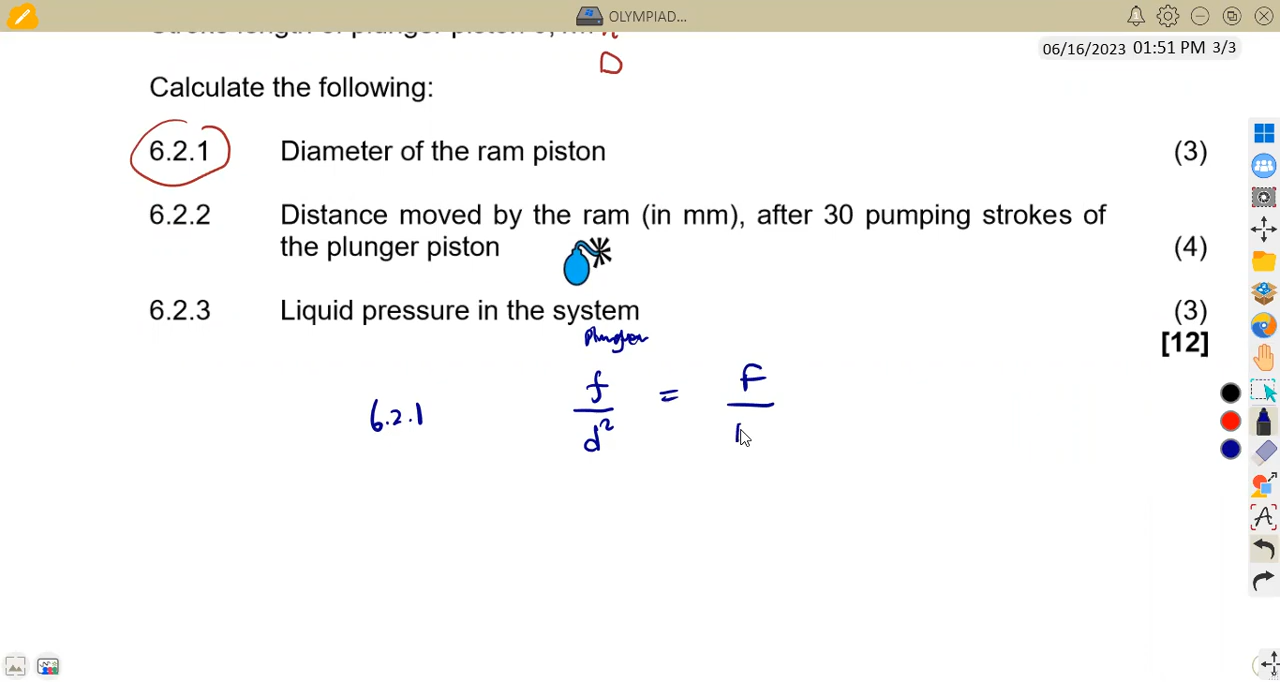 OLYMPIAD...
06/16/2023 01:51 PM 3/3
D
Calculate the following:
6.2.1 Diameter of the ram piston (3)
6.2.2 Distance moved by the ram (in mm), after 30 pumping strokes of
the plunger piston (4)
6.2.3 Liquid pressure in the system (3)
[12]
Plunger
6.2.1 f = F
d²